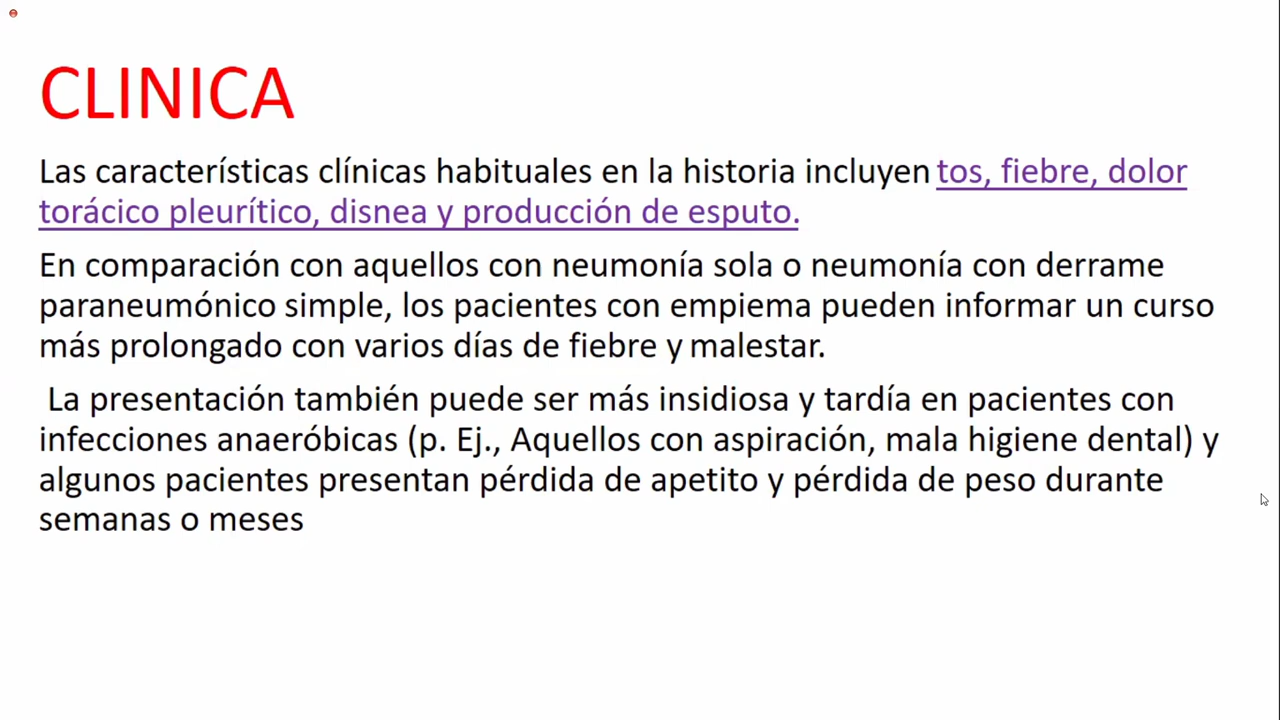 CLINICA
Las características clínicas habituales en la historia incluyen tos, fiebre, dolor
torácico pleurítico, disnea y producción de esputo.
En comparación con aquellos con neumonía sola o neumonía con derrame
paraneumónico simple, los pacientes con empiema pueden informar un curso
más prolongado con varios días de fiebre y malestar.
La presentación también puede ser más insidiosa y tardía en pacientes con
infecciones anaeróbicas (p. Ej., Aquellos con aspiración, mala higiene dental) y
algunos pacientes presentan pérdida de apetito y pérdida de peso durante
semanas o meses